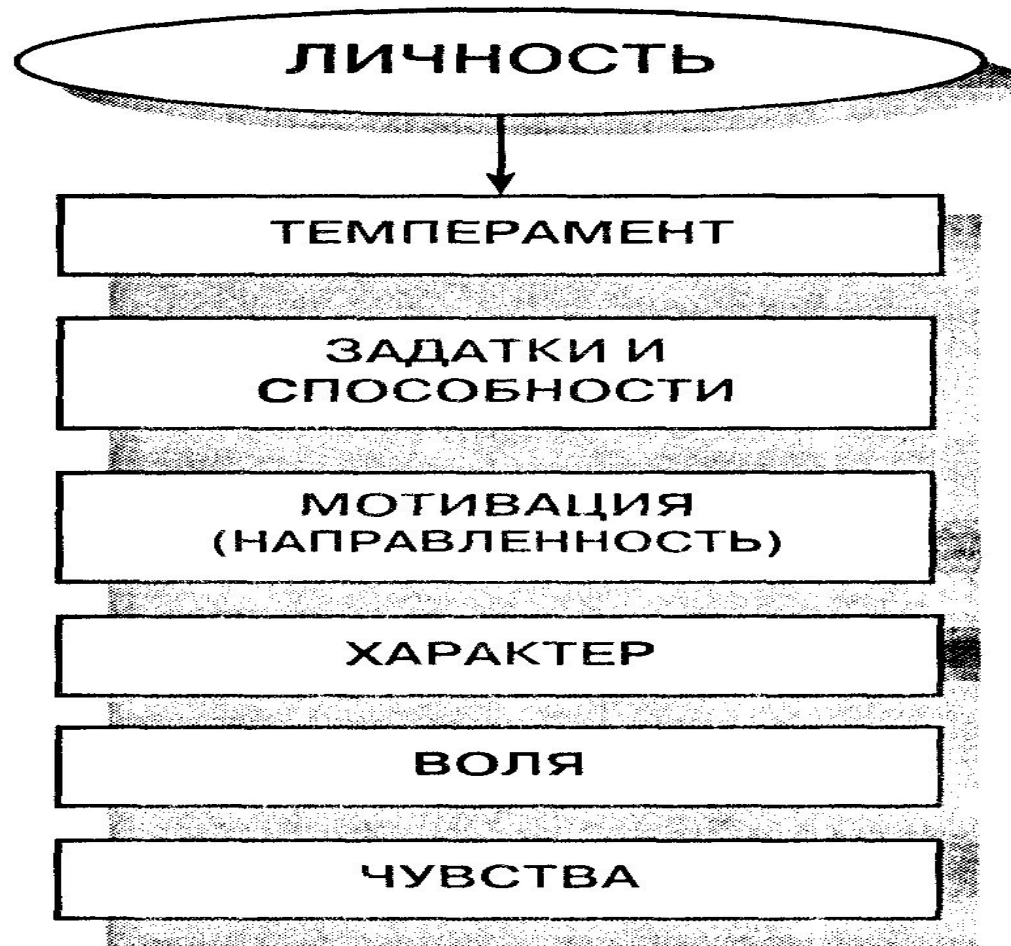 ЛИЧНОСТЬ
ТЕМПЕРАМЕНТ
ЗАДАТКИ И
СПОСОБНОСТИ
МОТИВАЦИЯ
(НАПРАВЛЕННОСТЬ)
ХАРАКТЕР
ВОЛЯ
ЧУВСТВА